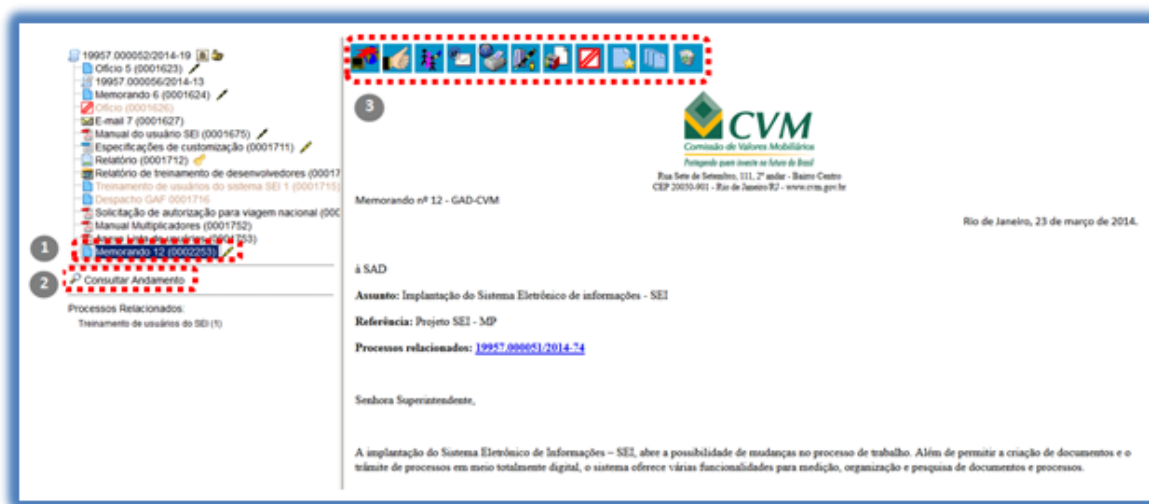 19957.000052/2014-19
Ofício 5 (0001623)
19957.000056/2014-13
Memorando 6 (0001624)
Ofício (0001626)
E-mail 7 (0001627)
Manual do usuário SEI (0001675)
Especificações de customização (0001711)
Relatório (0001712)
Relatório de treinamento de desenvolvedores (00017
Treinamento de usuários do sistema SEI 1 (0001715)
Despacho GAF 0001716
Solicitação de autorização para viagem nacional (000
Manual Multiplicadores (0001752)
Anexo Lista de usuários (0001753)
1
Memorando 12 (0002253)
2
Consultar Andamento
Processos Relacionados:
Treinamento de usuários do SEI (1)
3
CVM
Comissão de Valores Mobiliários
Protegendo quem investe no futuro do Brasil
Rua Sete de Setembro, 111, 2º andar - Bairro Centro
CEP 20050-901 - Rio de Janeiro RJ - www.cvm.gov.br
Memorando nº 12 - GAD-CVM
Rio de Janeiro, 23 de março de 2014.
à SAD
Assunto: Implantação do Sistema Eletrônico de informações - SEI
Referência: Projeto SEI - MP
Processos relacionados: 19957.000051/2014-74
Senhora Superintendente,
A implantação do Sistema Eletrônico de Informações – SEI, abre a possibilidade de mudanças no processo de trabalho. Além de permitir a criação de documentos e o
trâmite de processos em meio totalmente digital, o sistema oferece várias funcionalidades para medição, organização e pesquisa de documentos e processos.